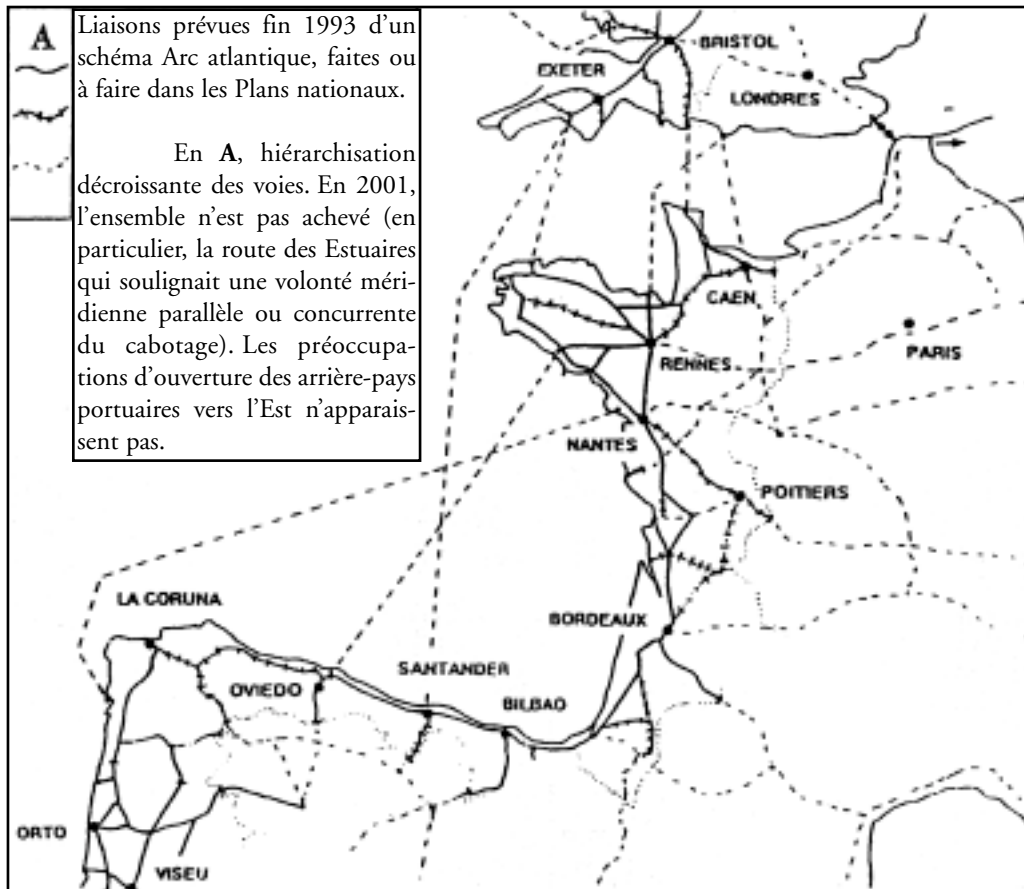 A
Liaisons prévues fin 1993 d'un
schéma Arc atlantique, faites ou
à faire dans les Plans nationaux.
En A, hiérarchisation
décroissante des voies. En 2001,
l'ensemble n'est pas achevé (en
particulier, la route des Estuaires
qui soulignait une volonté méri-
dienne parallèle ou concurrente
du cabotage). Les préoccupa-
tions d'ouverture des arrière-pays
portuaires vers l'Est n'apparais-
sent pas.
BRISTOL
EXETER
LONDRES
CAEN
PARIS
RENNES
NANTES
POITIERS
LA CORUNA
BORDEAUX
SANTANDER
OVIEDO
BILBAO
ORTO
VISEU